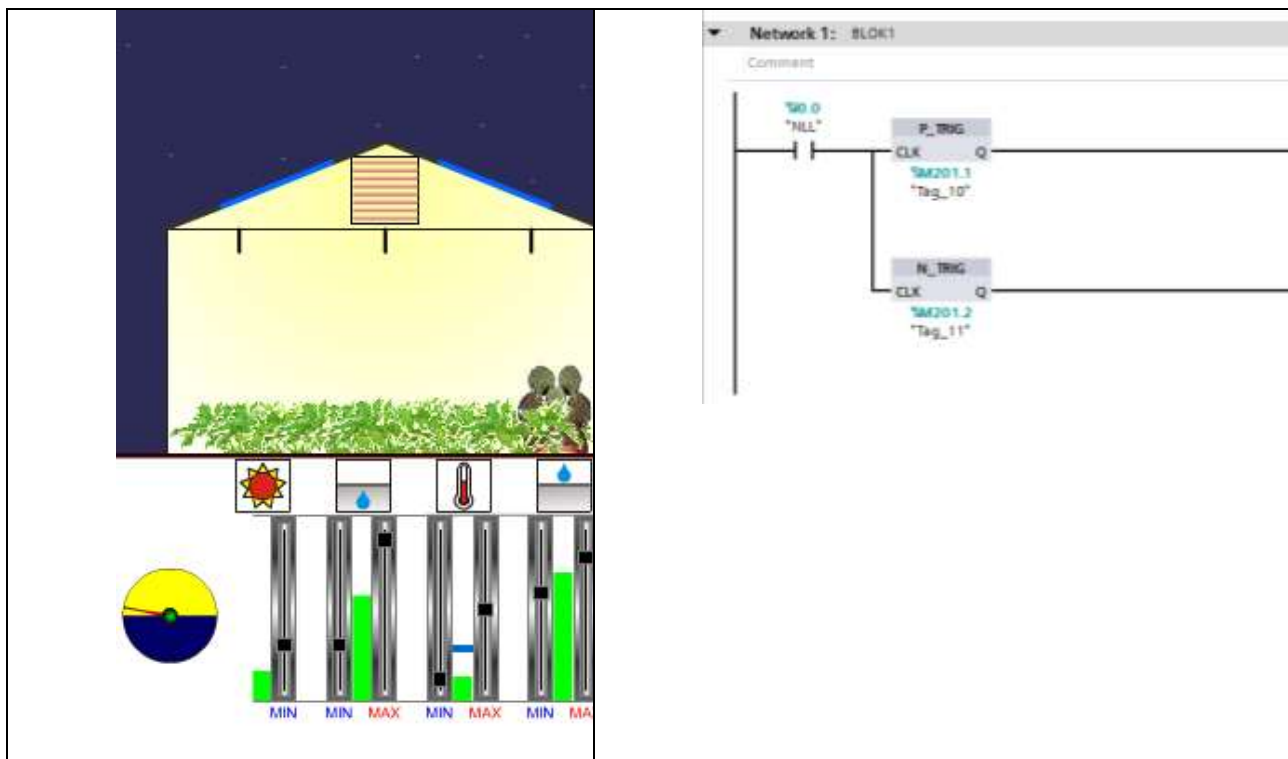 MIN MIN MAX MIN MAX MIN MA
Network 1: BLOK1
Comment
%I0.0
"NLL"
P_TRIG
CLK Q
%M201.1
"Tag_10"
N_TRIG
CLK Q
%M201.2
"Tag_11"